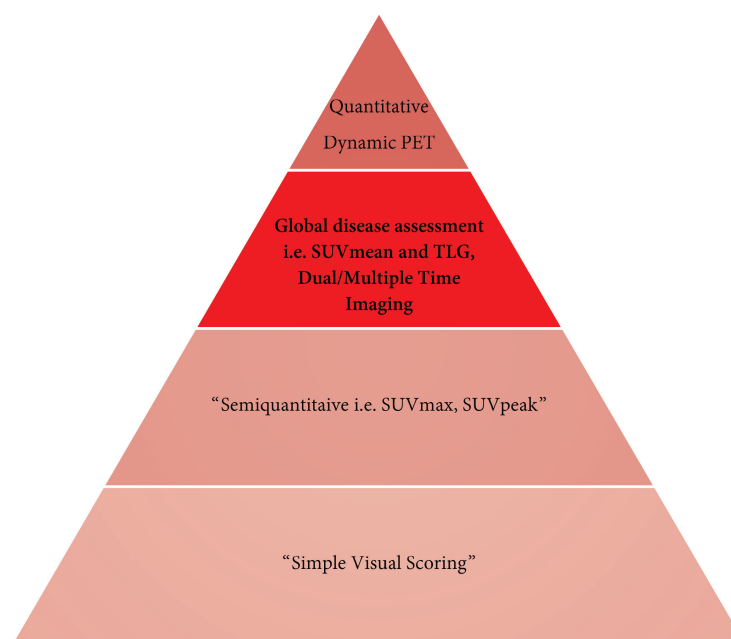 Quantitative
Dynamic PET
Global disease assessment
i.e. SUVmean and TLG,
Dual/Multiple Time
Imaging
“Semiquantitaive i.e. SUVmax, SUVpeak”
“Simple Visual Scoring”